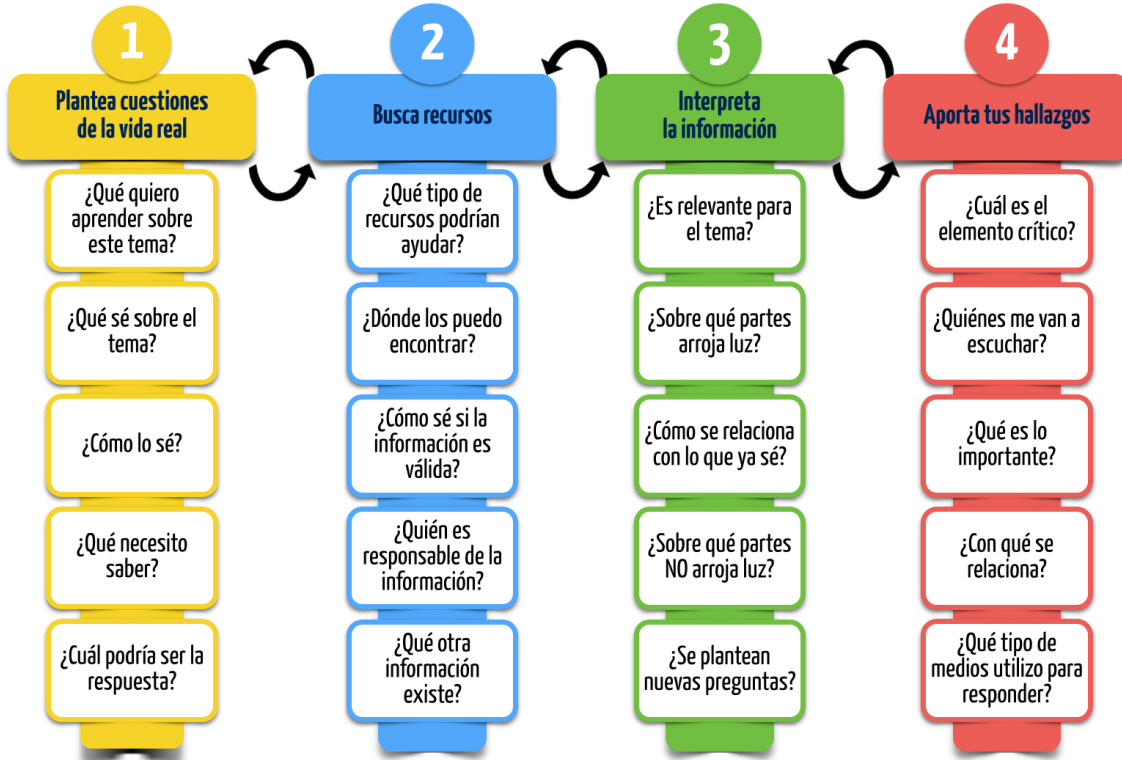 1
Plantea cuestiones
de la vida real
¿Qué quiero
aprender sobre
este tema?
¿Qué sé sobre el
tema?
¿Cómo lo sé?
¿Qué necesito
saber?
¿Cuál podría ser la
respuesta?
2
Busca recursos
¿Qué tipo de
recursos podrían
ayudar?
¿Dónde los puedo
encontrar?
¿Cómo sé si la
información es
válida?
¿Quién es
responsable de la
información?
¿Qué otra
información
existe?
3
Interpreta
la información
¿Es relevante para
el tema?
¿Sobre qué partes
arroja luz?
¿Cómo se relaciona
con lo que ya sé?
¿Sobre qué partes
NO arroja luz?
¿Se plantean
nuevas preguntas?
4
Aporta tus hallazgos
¿Cuál es el
elemento crítico?
¿Quiénes me van a
escuchar?
¿Qué es lo
importante?
¿Con qué se
relaciona?
¿Qué tipo de
medios utilizo para
responder?